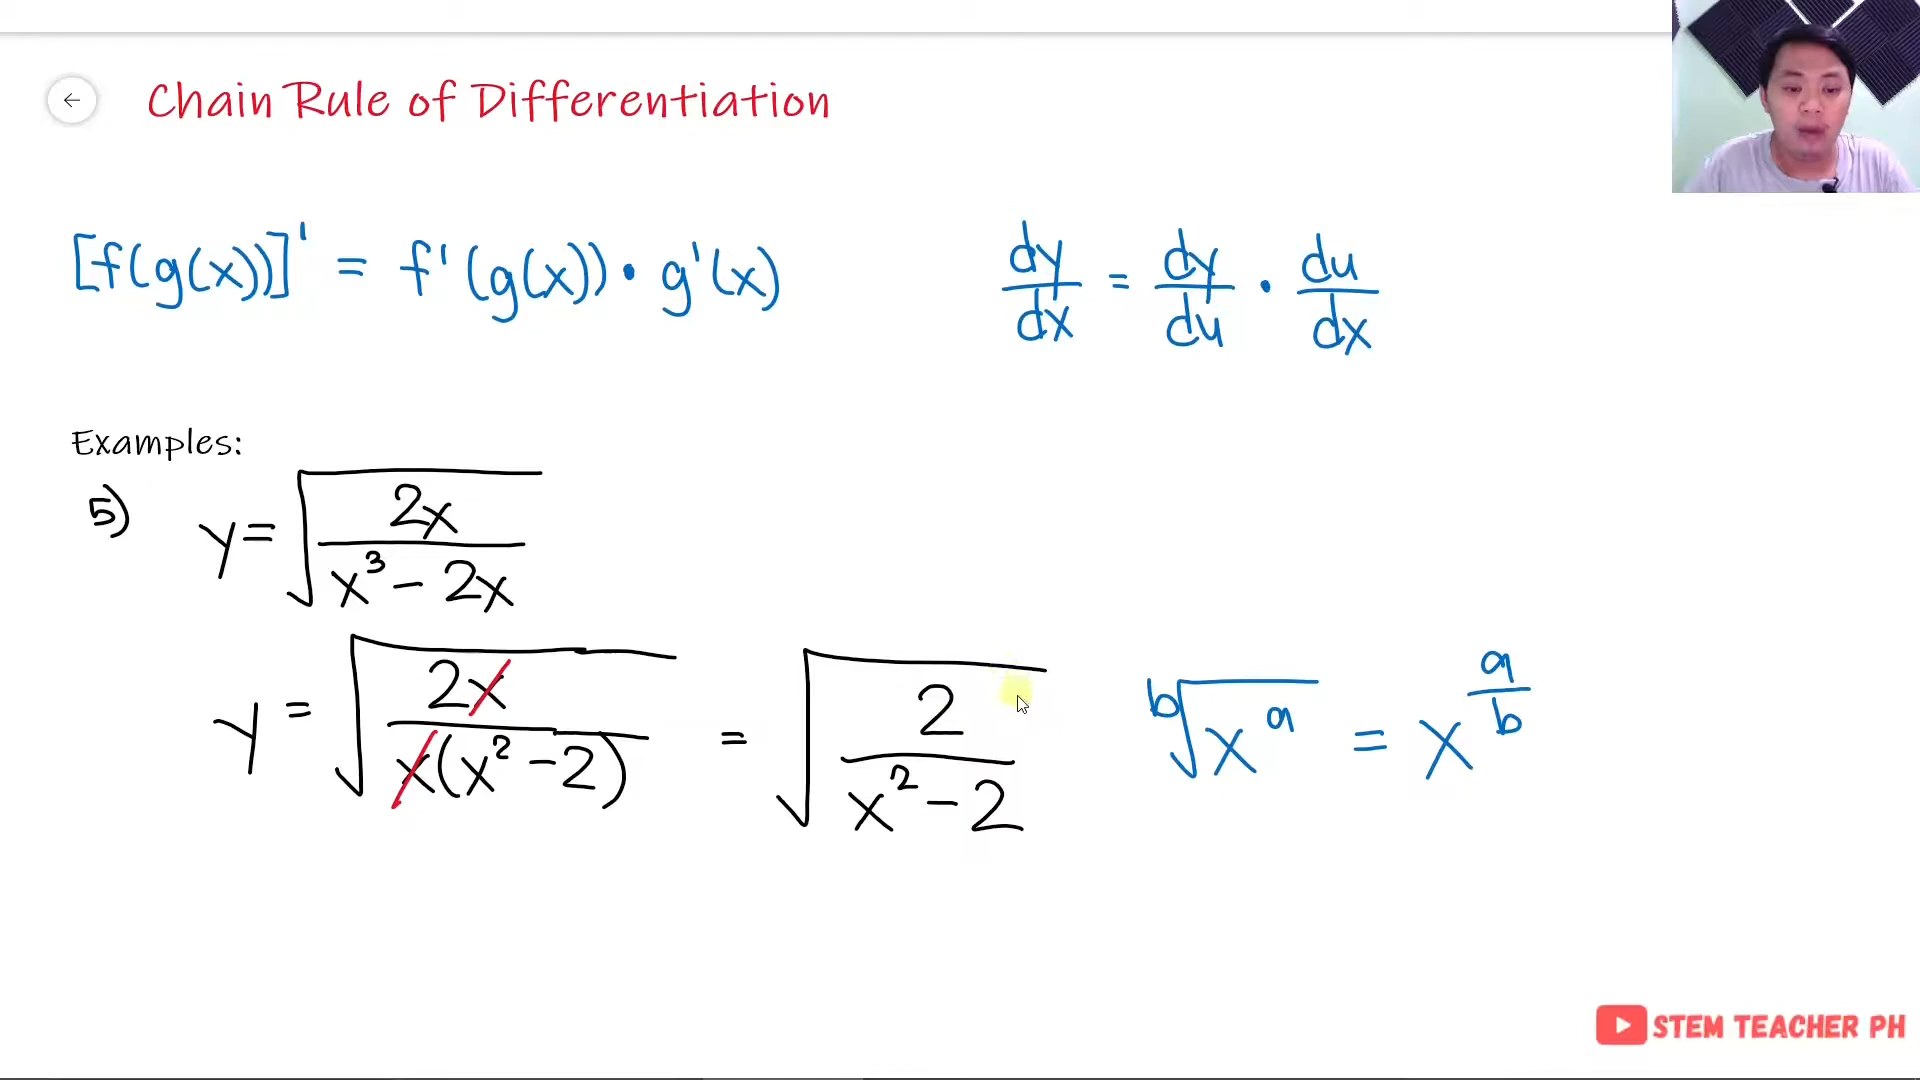 Chain Rule of Differentiation
[f(g(x))]' = f'(g(x)) · g'(x)
dy/dx = dy/du · du/dx
Examples:
5) y = √(2x/(x³ - 2x))
y = √(2x/(x(x² - 2))) = √(2/(x² - 2))
ᵇ√(xᵃ) = x^(a/b)
STEM TEACHER PH